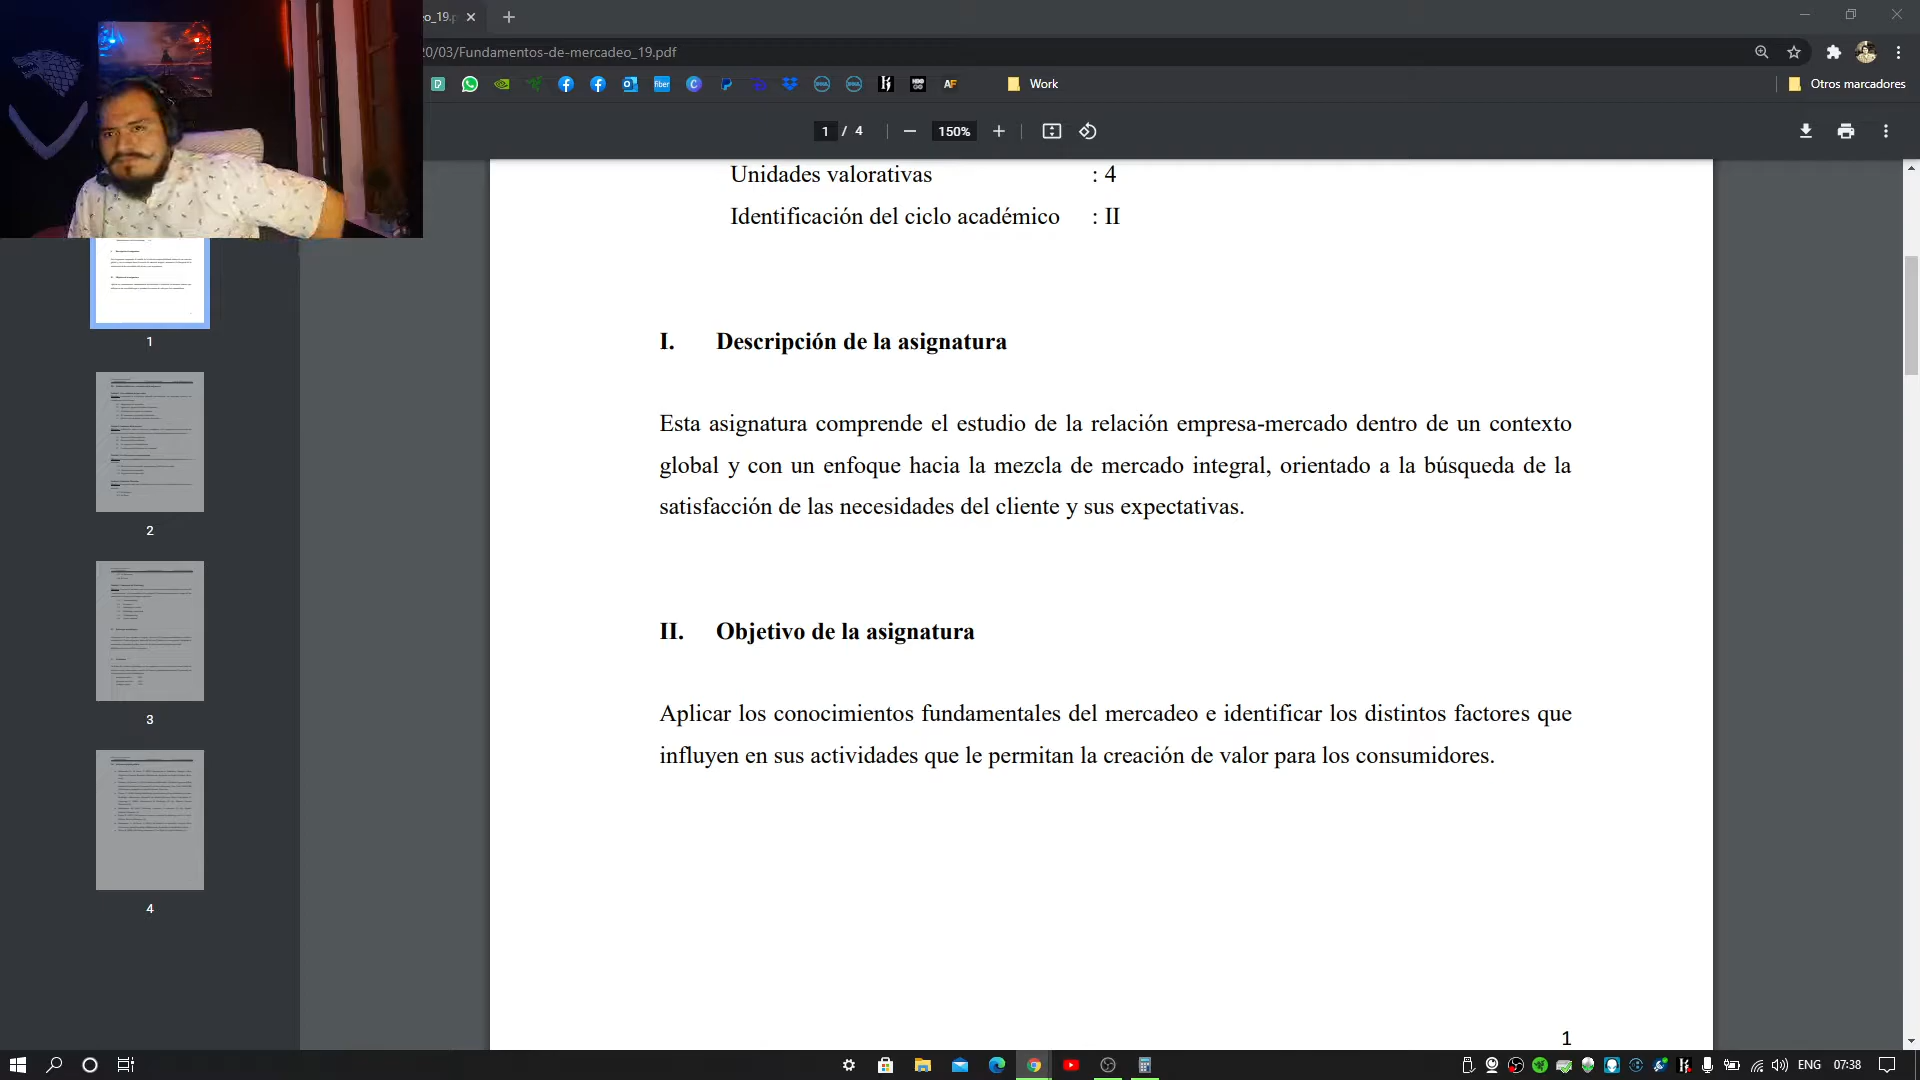 o_19.p
20/03/Fundamentos-de-mercadeo_19.pdf
fiber
HBO GO
AF
Work
Otros marcadores
1 / 4
150%
Unidades valorativas : 4
Identificación del ciclo académico : II
I. Descripción de la asignatura
Esta asignatura comprende el estudio de la relación empresa-mercado dentro de un contexto
global y con un enfoque hacia la mezcla de mercado integral, orientado a la búsqueda de la
satisfacción de las necesidades del cliente y sus expectativas.
II. Objetivo de la asignatura
Aplicar los conocimientos fundamentales del mercadeo e identificar los distintos factores que
influyen en sus actividades que le permitan la creación de valor para los consumidores.
1
1
2
3
4
ENG 07:38